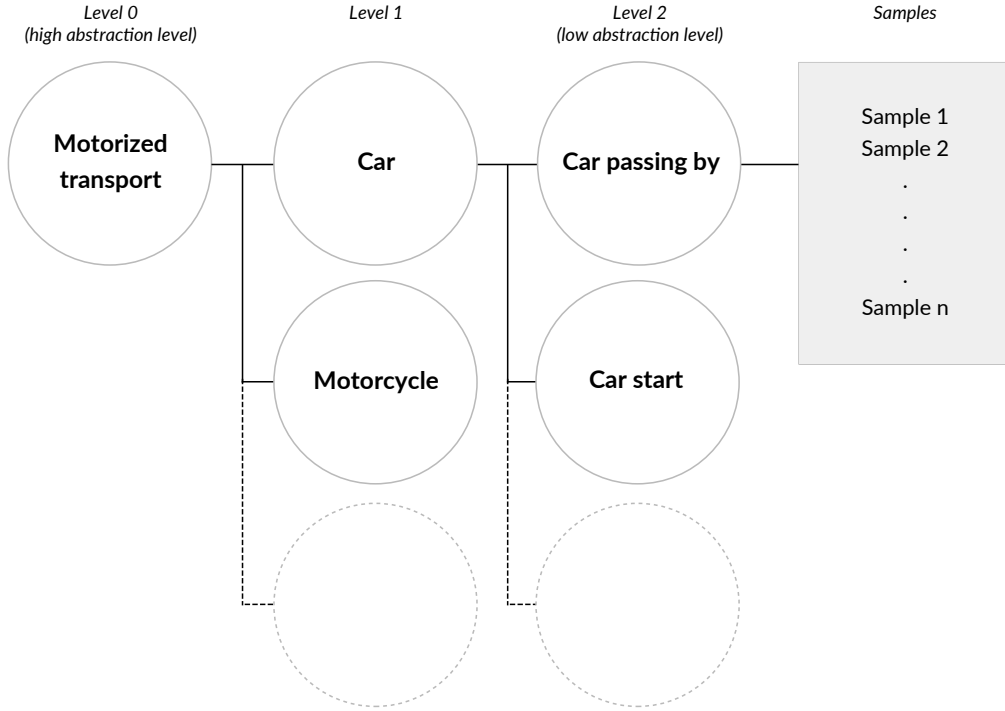 Level 0
(high abstraction level)
Level 1
Level 2
(low abstraction level)
Samples
Motorized
transport
Car
Car passing by
Sample 1
Sample 2
.
.
.
.
Sample n
Motorcycle
Car start